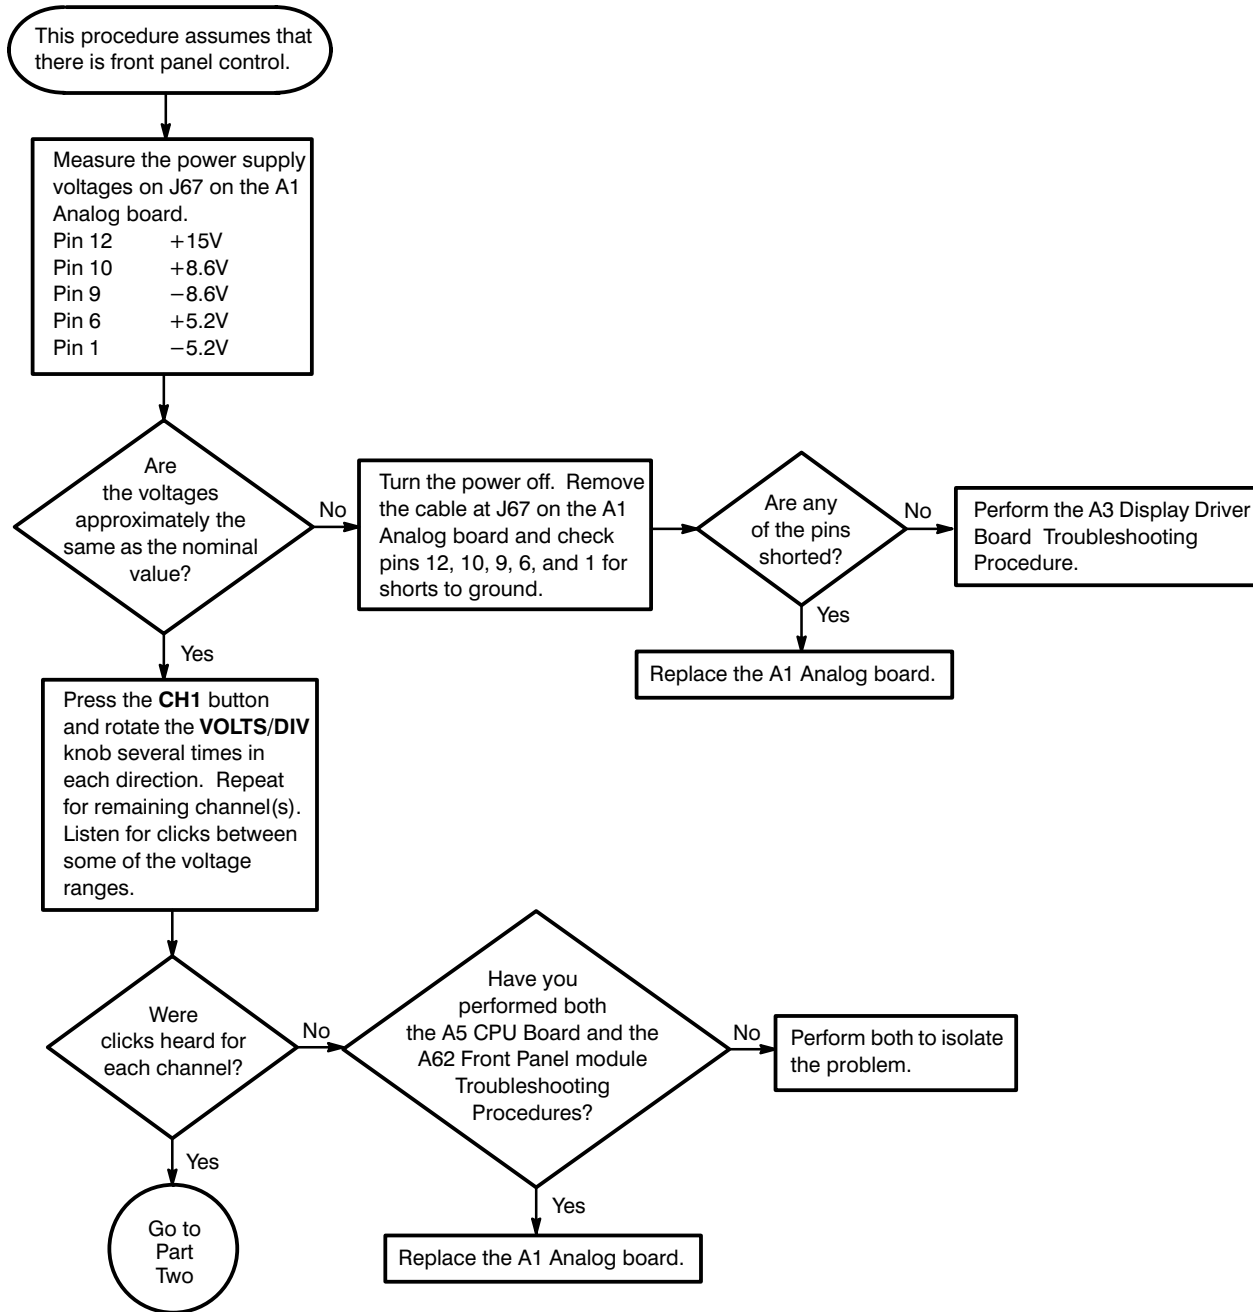 This procedure assumes that
there is front panel control.
Measure the power supply
voltages on J67 on the A1
Analog board.
Pin 12 +15V
Pin 10 +8.6V
Pin 9 −8.6V
Pin 6 +5.2V
Pin 1 −5.2V
Are
the voltages
approximately the
same as the nominal
value?
No
Turn the power off. Remove
the cable at J67 on the A1
Analog board and check
pins 12, 10, 9, 6, and 1 for
shorts to ground.
Are any
of the pins
shorted?
No
Perform the A3 Display Driver
Board Troubleshooting
Procedure.
Yes
Replace the A1 Analog board.
Yes
Press the CH1 button
and rotate the VOLTS/DIV
knob several times in
each direction. Repeat
for remaining channel(s).
Listen for clicks between
some of the voltage
ranges.
Were
clicks heard for
each channel?
No
Have you
performed both
the A5 CPU Board and the
A62 Front Panel module
Troubleshooting
Procedures?
No
Perform both to isolate
the problem.
Yes
Replace the A1 Analog board.
Yes
Go to
Part
Two